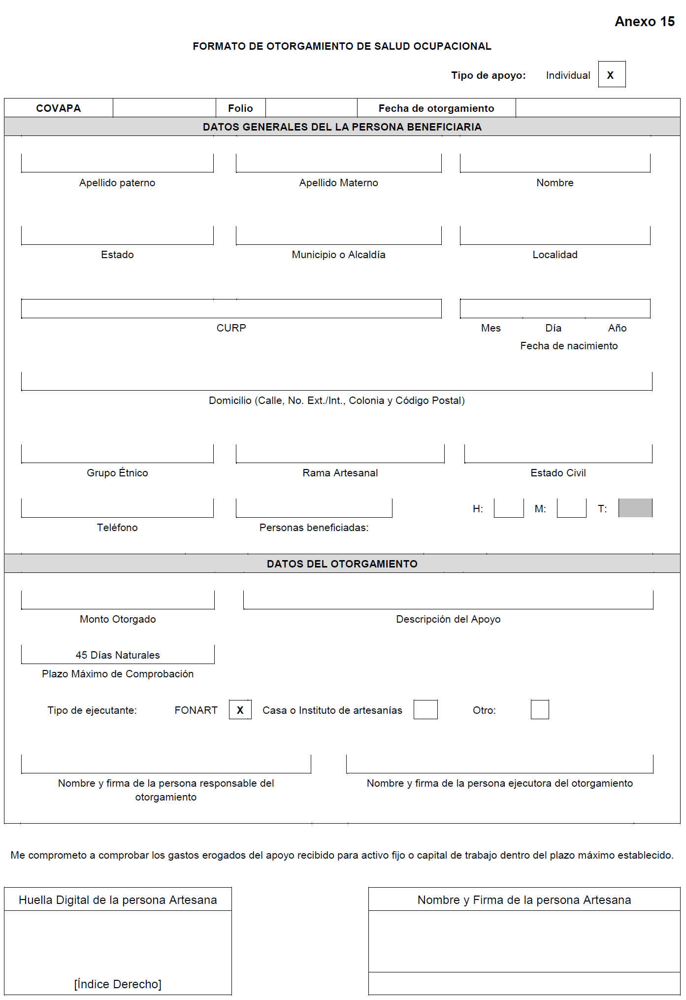 Anexo 15
FORMATO DE OTORGAMIENTO DE SALUD OCUPACIONAL
Tipo de apoyo: Individual X
COVAPA Folio Fecha de otorgamiento
DATOS GENERALES DEL LA PERSONA BENEFICIARIA
Apellido paterno Apellido Materno Nombre
Estado Municipio o Alcaldía Localidad
CURP Mes Día Año
Fecha de nacimiento
Domicilio (Calle, No. Ext./Int., Colonia y Código Postal)
Grupo Étnico Rama Artesanal Estado Civil
H: M: T:
Teléfono Personas beneficiadas:
DATOS DEL OTORGAMIENTO
Monto Otorgado Descripción del Apoyo
45 Días Naturales
Plazo Máximo de Comprobación
Tipo de ejecutante: FONART X Casa o Instituto de artesanías Otro:
Nombre y firma de la persona responsable del
otorgamiento
Nombre y firma de la persona ejecutora del otorgamiento
Me comprometo a comprobar los gastos erogados del apoyo recibido para activo fijo o capital de trabajo dentro del plazo máximo establecido.
Huella Digital de la persona Artesana Nombre y Firma de la persona Artesana
[Índice Derecho]